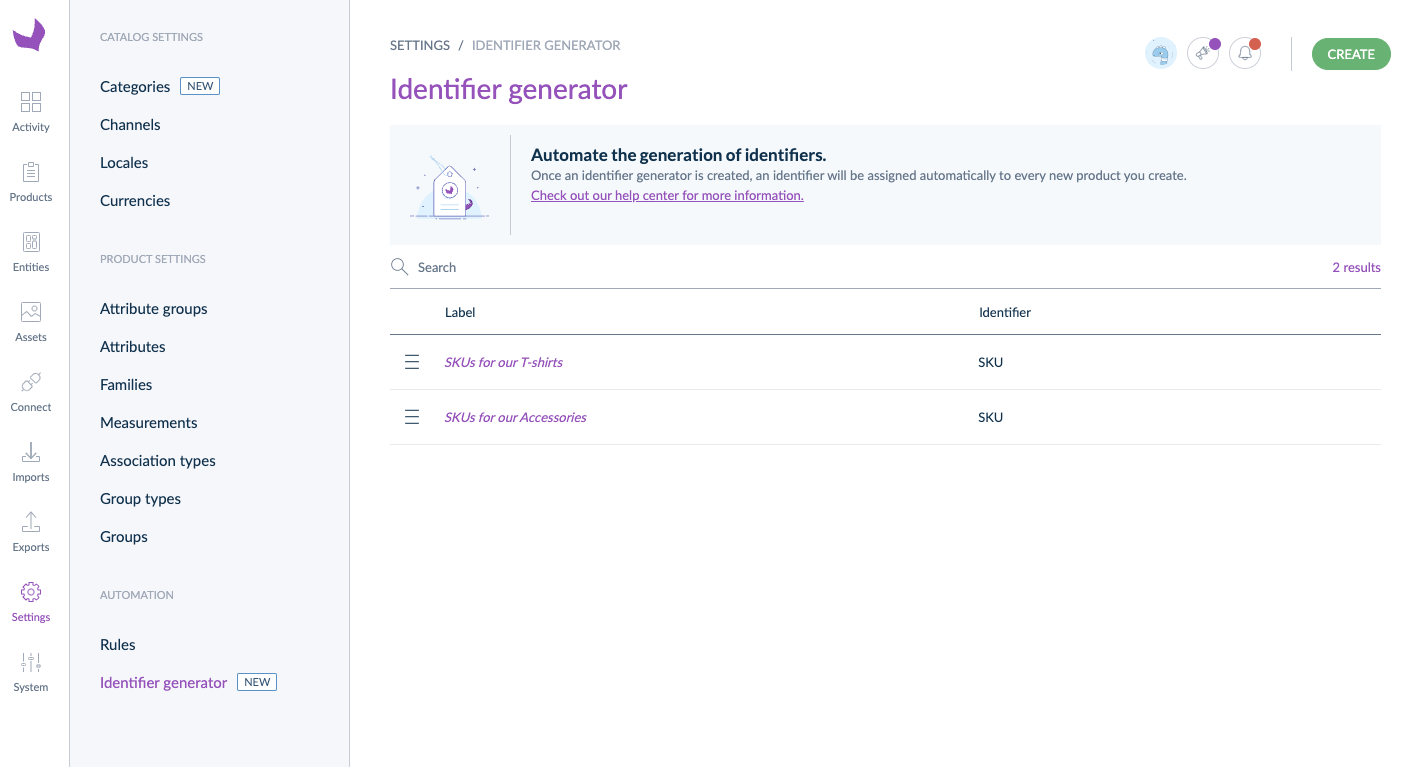 Activity
Products
Entities
Assets
Connect
Imports
Exports
Settings
System
CATALOG SETTINGS
Categories NEW
Channels
Locales
Currencies
PRODUCT SETTINGS
Attribute groups
Attributes
Families
Measurements
Association types
Group types
Groups
AUTOMATION
Rules
Identifier generator NEW
SETTINGS / IDENTIFIER GENERATOR
CREATE
Identifier generator
Automate the generation of identifiers.
Once an identifier generator is created, an identifier will be assigned automatically to every new product you create.
Check out our help center for more information.
Search 2 results
Label Identifier
SKUs for our T-shirts SKU
SKUs for our Accessories SKU